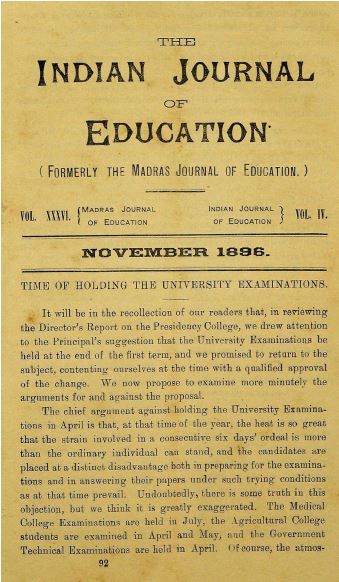 THE
INDIAN JOURNAL
OF
EDUCATION.
(FORMERLY THE MADRAS JOURNAL OF EDUCATION.)
VOL. XXXVI. { MADRAS JOURNAL OF EDUCATION INDIAN JOURNAL OF EDUCATION } VOL. IV.
NOVEMBER 1896.
TIME OF HOLDING THE UNIVERSITY EXAMINATIONS.
It will be in the recollection of our readers that, in reviewing
the Director's Report on the Presidency College, we drew attention
to the Principal's suggestion that the University Examinations be
held at the end of the first term, and we promised to return to the
subject, contenting ourselves at the time with a qualified approval
of the change. We now propose to examine more minutely the
arguments for and against the proposal.
The chief argument against holding the University Examina-
tions in April is that, at that time of the year, the heat is so great
that the strain involved in a consecutive six days' ordeal is more
than the ordinary individual can stand, and the candidates are
placed at a distinct disadvantage both in preparing for the examina-
tions and in answering their papers under such trying conditions
as at that time prevail. Undoubtedly, there is some truth in this
objection, but we think it is greatly exaggerated. The Medical
College Examinations are held in July, the Agricultural College
students are examined in April and May, and the Government
Technical Examinations are held in April. Of course, the atmos-
92